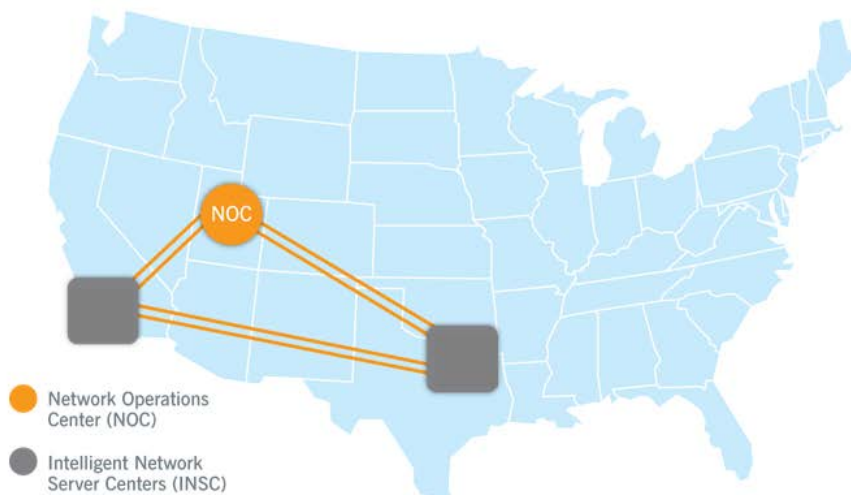 NOC
Network Operations
Center (NOC)
Intelligent Network
Server Centers (INSC)